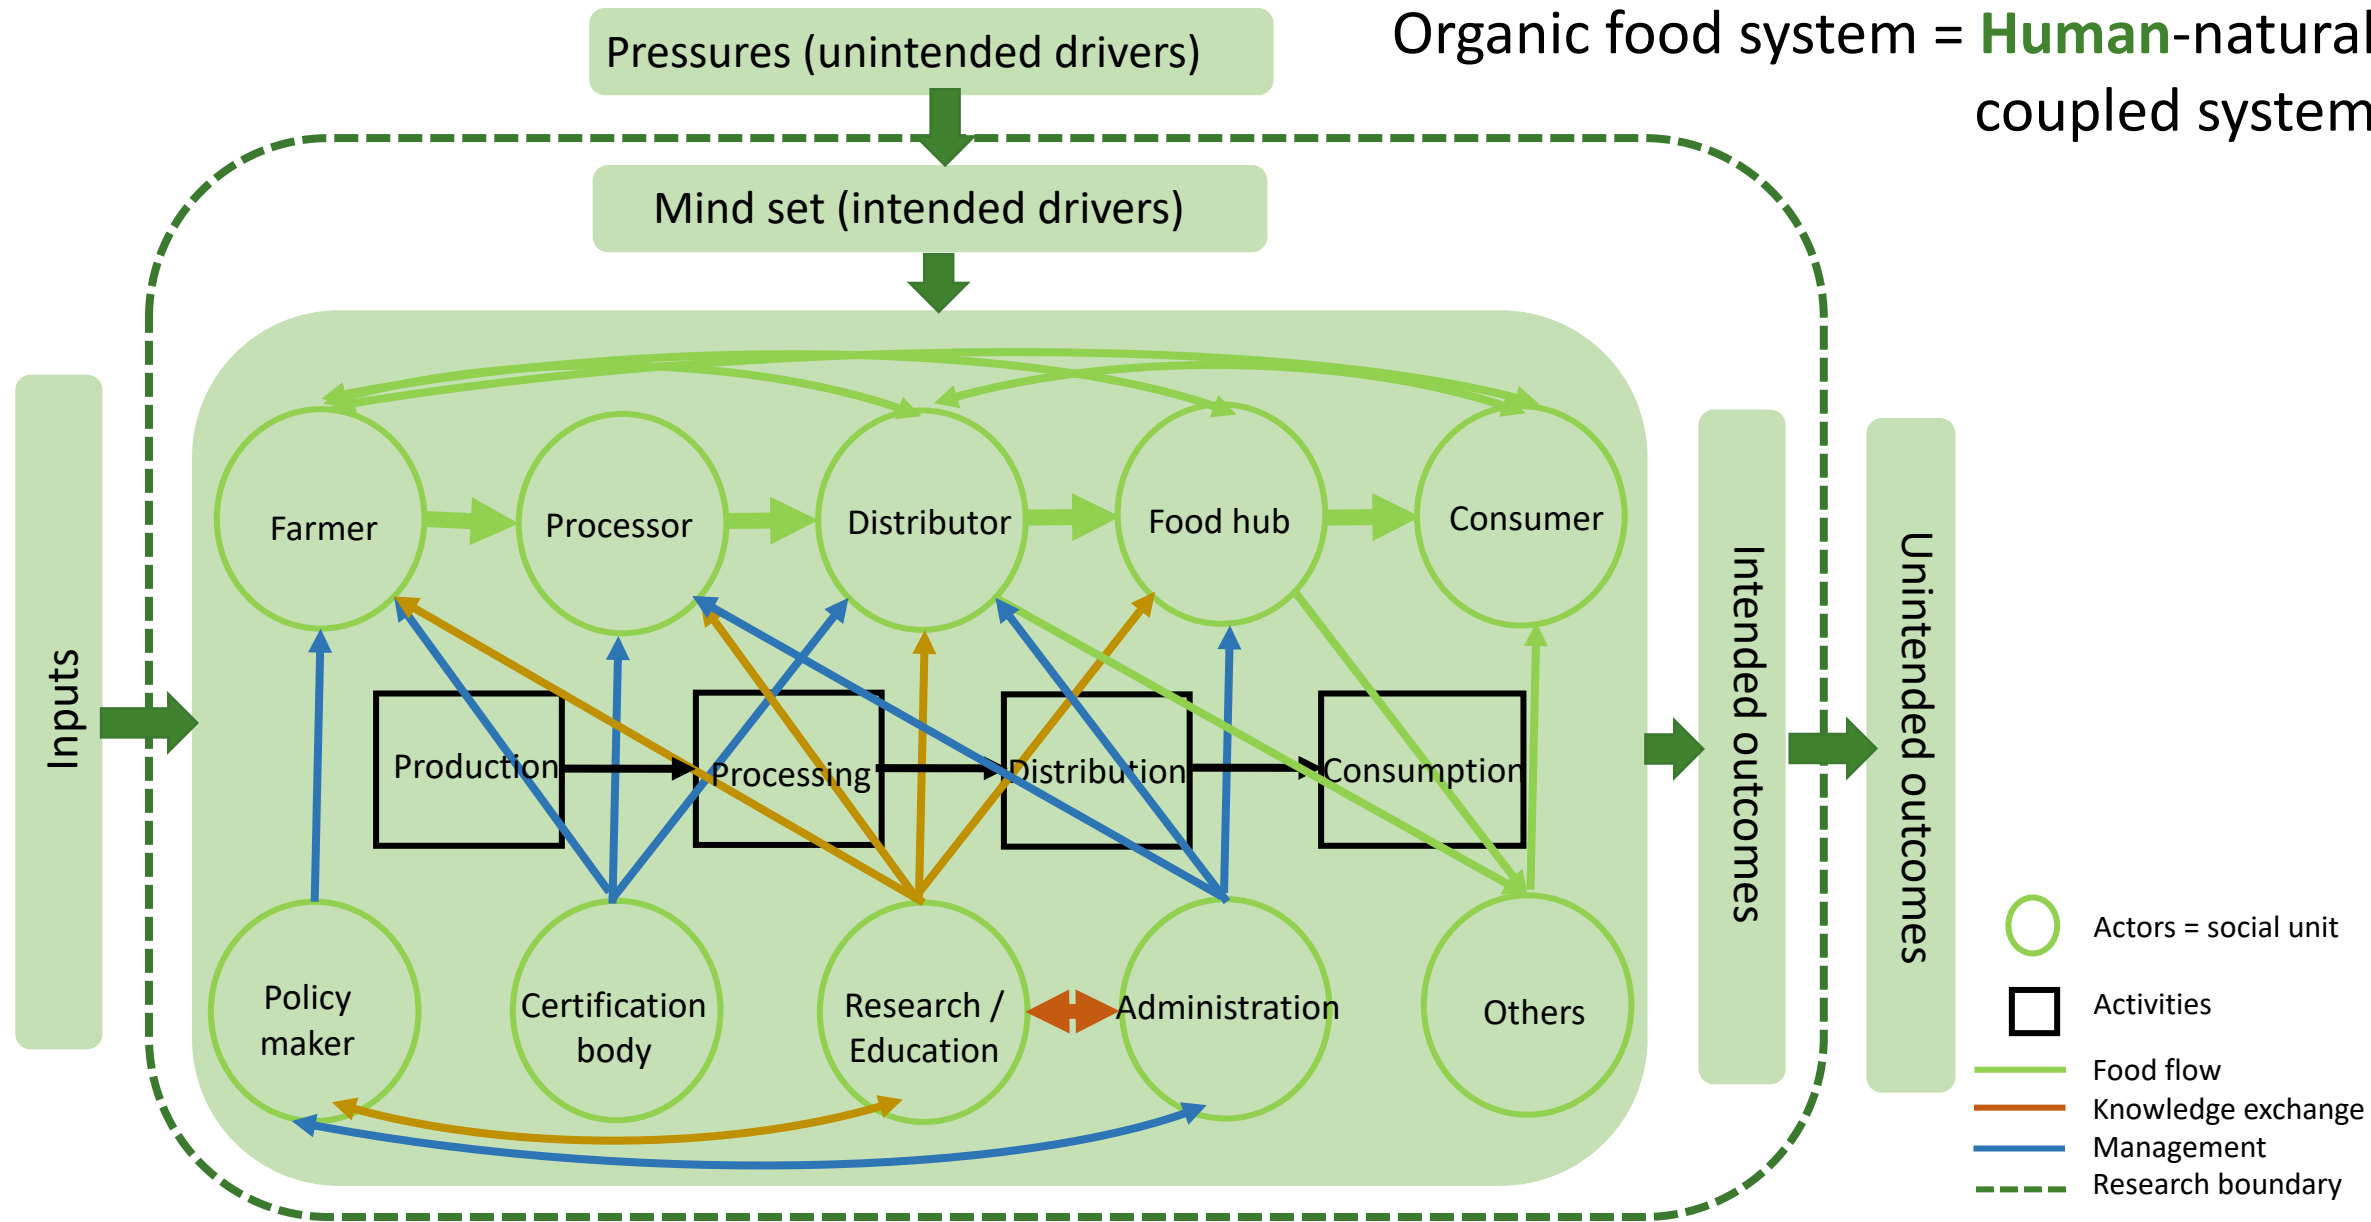 Pressures (unintended drivers)
Organic food system = Human-natural
coupled system
Mind set (intended drivers)
Inputs
Farmer
Processor
Distributor
Food hub
Consumer
Production
Processing
Distribution
Consumption
Policy
maker
Certification
body
Research /
Education
Administration
Others
Intended outcomes
Unintended outcomes
Actors = social unit
Activities
Food flow
Knowledge exchange
Management
Research boundary